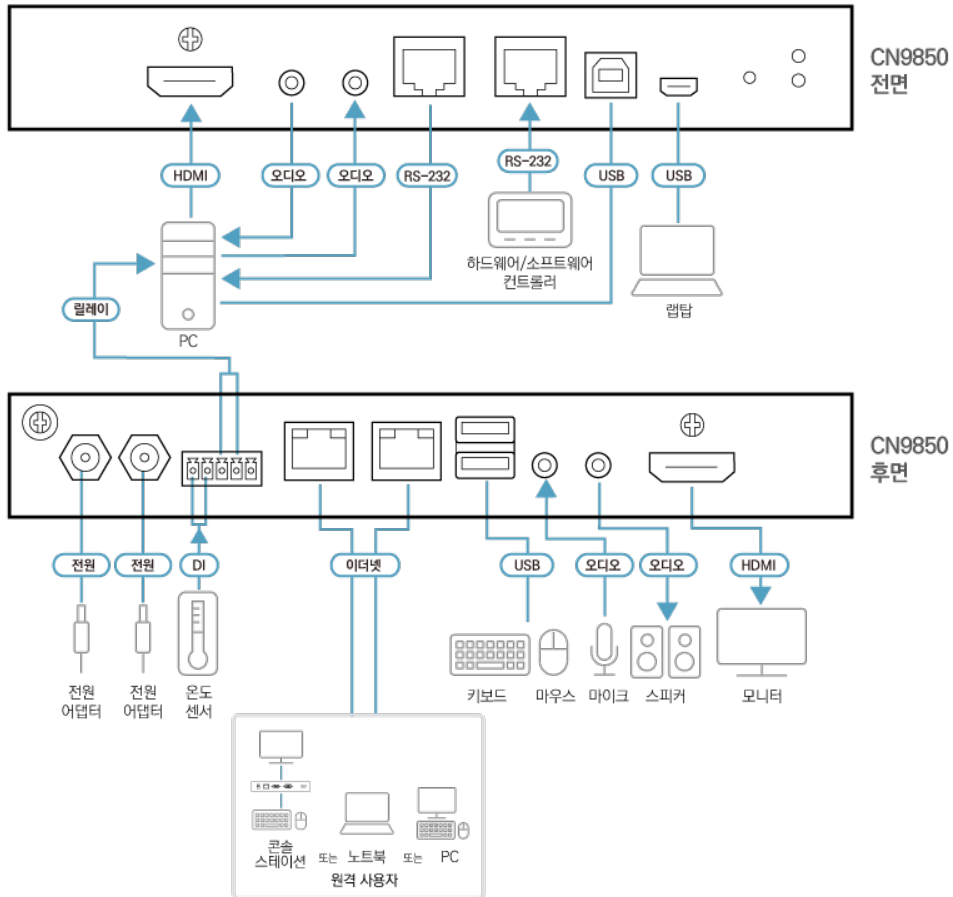 CN9850
전면
HDMI
오디오
오디오
RS-232
RS-232
USB
USB
하드웨어/소프트웨어
컨트롤러
랩탑
릴레이
PC
CN9850
후면
전원
전원
DI
이더넷
USB
오디오
오디오
HDMI
전원
어댑터
전원
어댑터
온도
센서
키보드
마우스
마이크
스피커
모니터
콘솔
스테이션
또는
노트북
또는
PC
원격 사용자